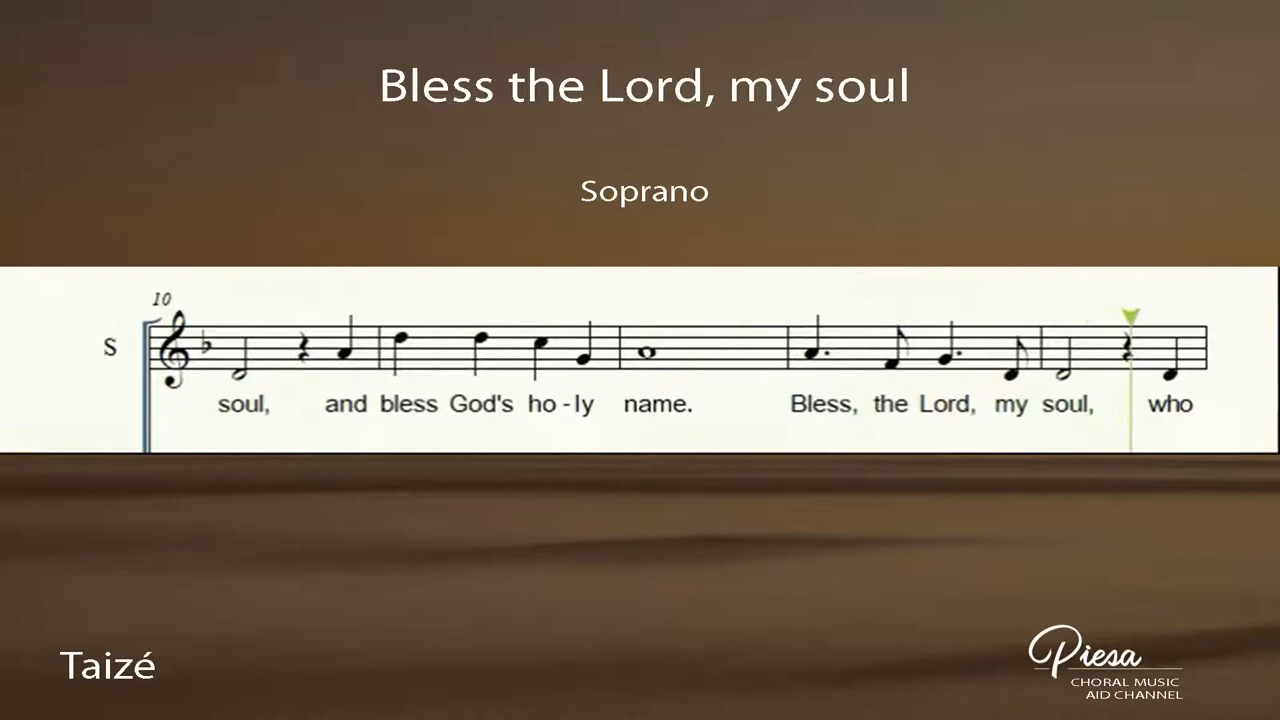 Bless the Lord, my soul
Soprano
10
S
soul, and bless God's ho - ly name. Bless, the Lord, my soul, who
Taizé
Piesa
CHORAL MUSIC
AID CHANNEL